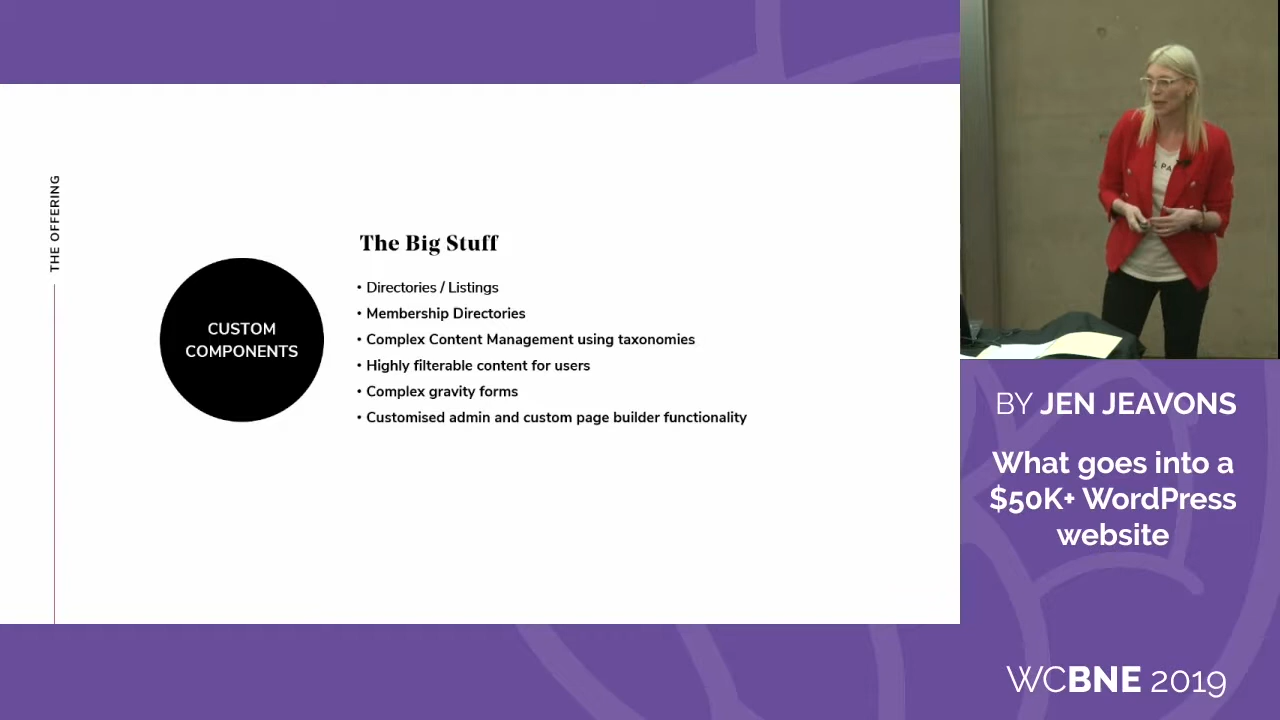 THE OFFERING
CUSTOM
COMPONENTS
The Big Stuff
• Directories / Listings
• Membership Directories
• Complex Content Management using taxonomies
• Highly filterable content for users
• Complex gravity forms
• Customised admin and custom page builder functionality
BY JEN JEAVONS
What goes into a
$50K+ WordPress
website
WCBNE 2019